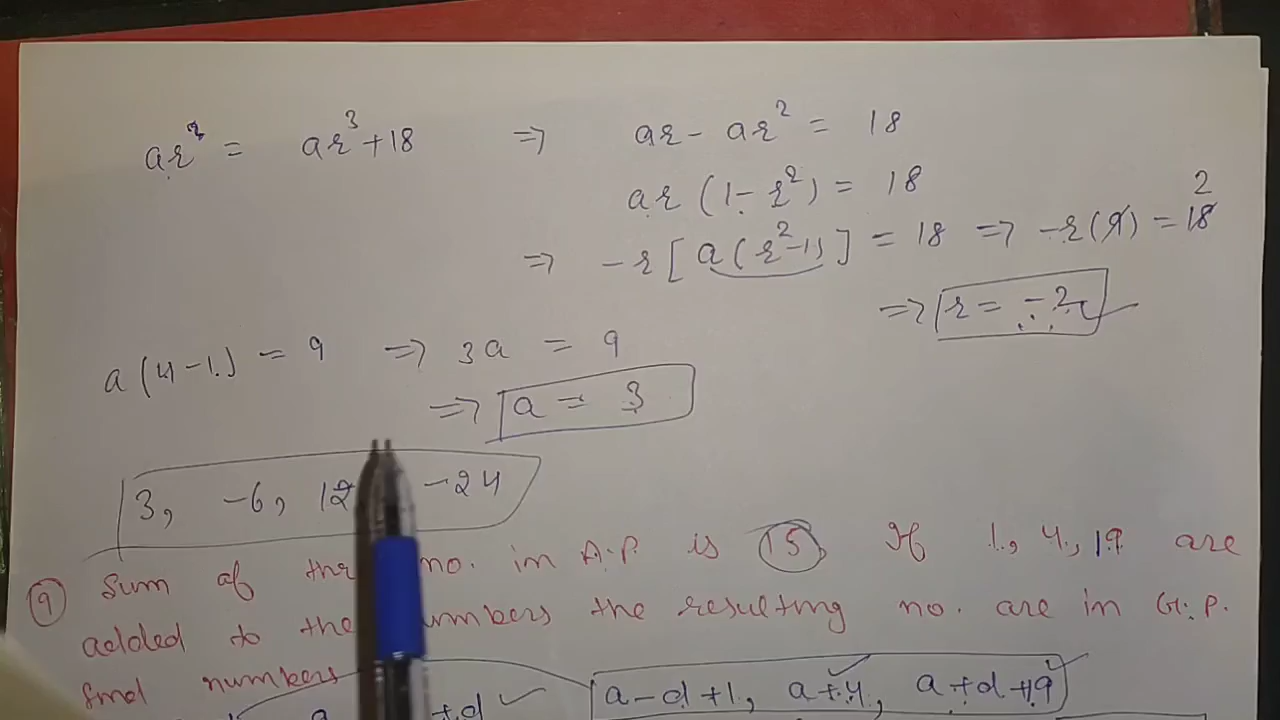 ar² = ar³ + 18 => ar - ar² = 18
ar (1 - r²) = 18
=> -r [ a (r² - 1) ] = 18 => -r (9) = 18 2
=> r = -2
a (4 - 1) = 9 => 3a = 9
=> a = 3
3, -6, 12 -24
(9) Sum of thr no. in A.P is 15, If 1, 4, 19 are
added to the numbers the resulting no. are in G.P.
find numbers
a +d a-d+1, a+4, a+d+19